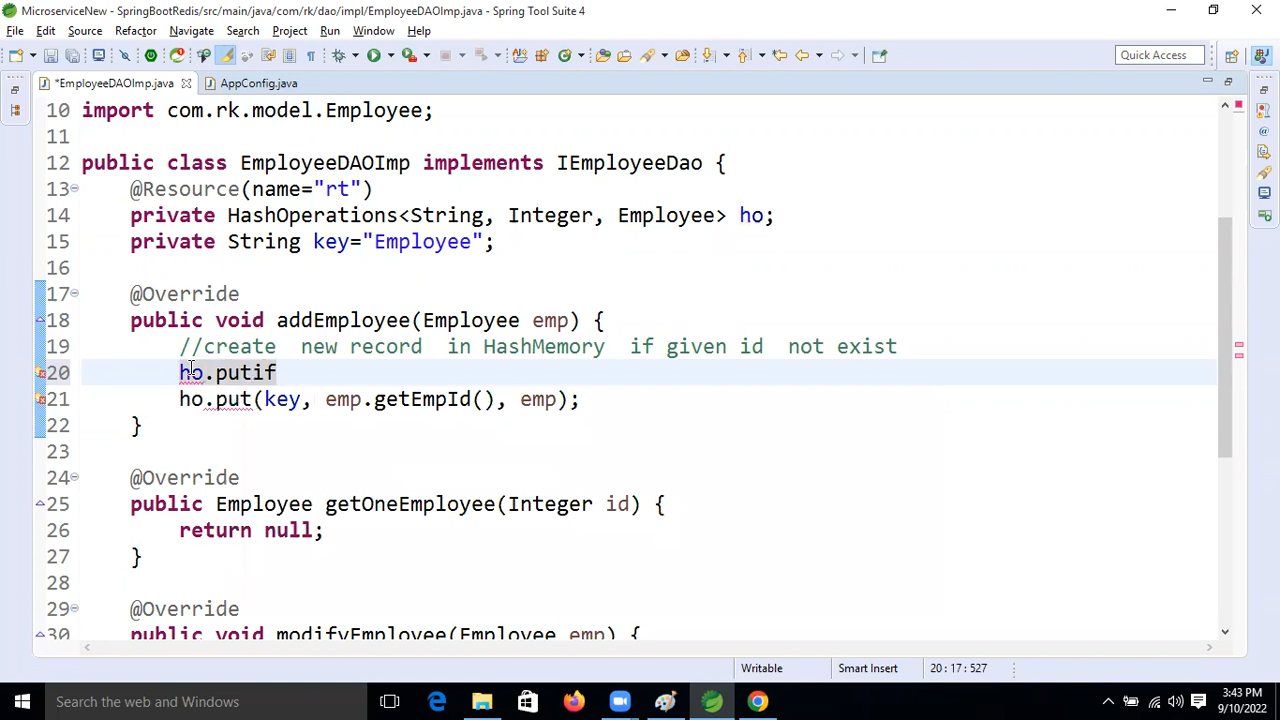 MicroserviceNew - SpringBootRedis/src/main/java/com/rk/dao/impl/EmployeeDAOImp.java - Spring Tool Suite 4
File Edit Source Refactor Navigate Search Project Run Window Help
Quick Access
*EmployeeDAOImp.java AppConfig.java
10 import com.rk.model.Employee;
11
12 public class EmployeeDAOImp implements IEmployeeDao {
13 @Resource(name="rt")
14 private HashOperations<String, Integer, Employee> ho;
15 private String key="Employee";
16
17 @Override
18 public void addEmployee(Employee emp) {
19 //create new record in HashMemory if given id not exist
20 ho.putif
21 ho.put(key, emp.getEmpId(), emp);
22 }
23
24 @Override
25 public Employee getOneEmployee(Integer id) {
26 return null;
27 }
28
29 @Override
30 public void modifyEmployee(Employee emp) {
Writable Smart Insert 20 : 17 : 527
Search the web and Windows
3:43 PM
9/10/2022